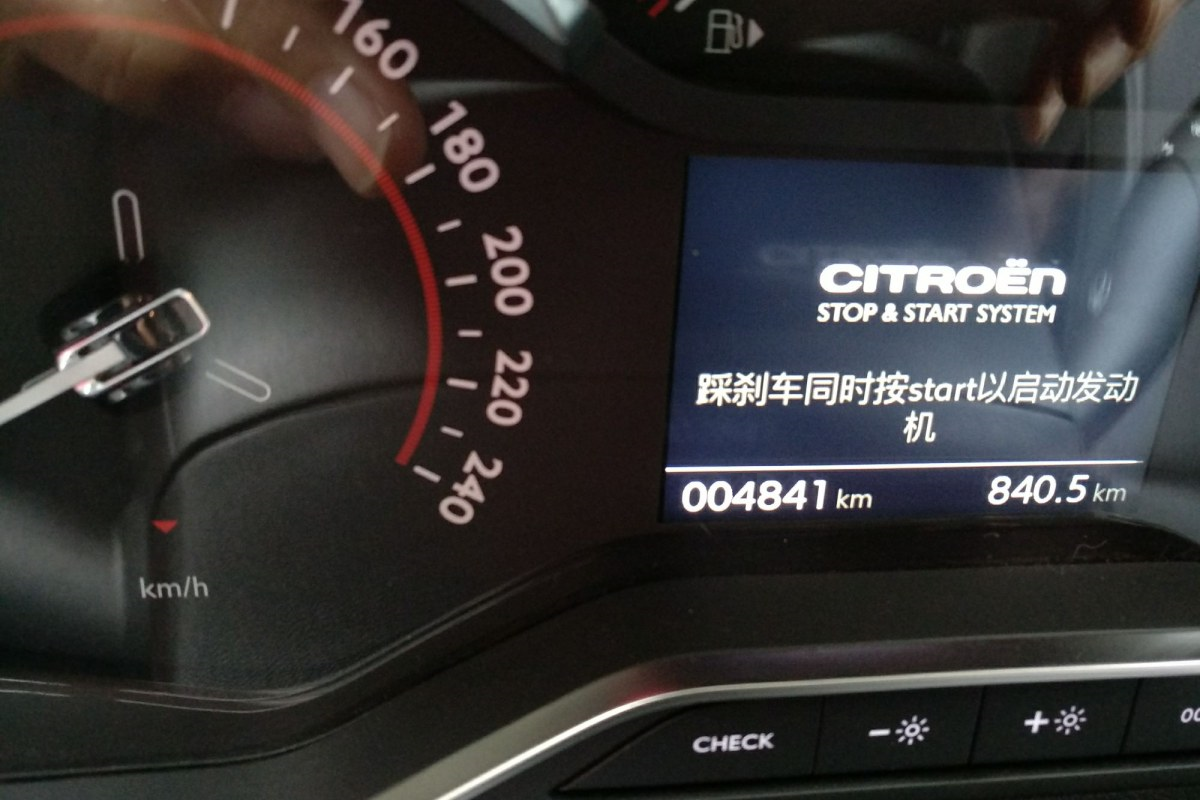 160
180
200
220
240
km/h
CITROËN
STOP & START SYSTEM
踩刹车同时按start以启动发动
机
004841 km
840.5 km
CHECK
-
+